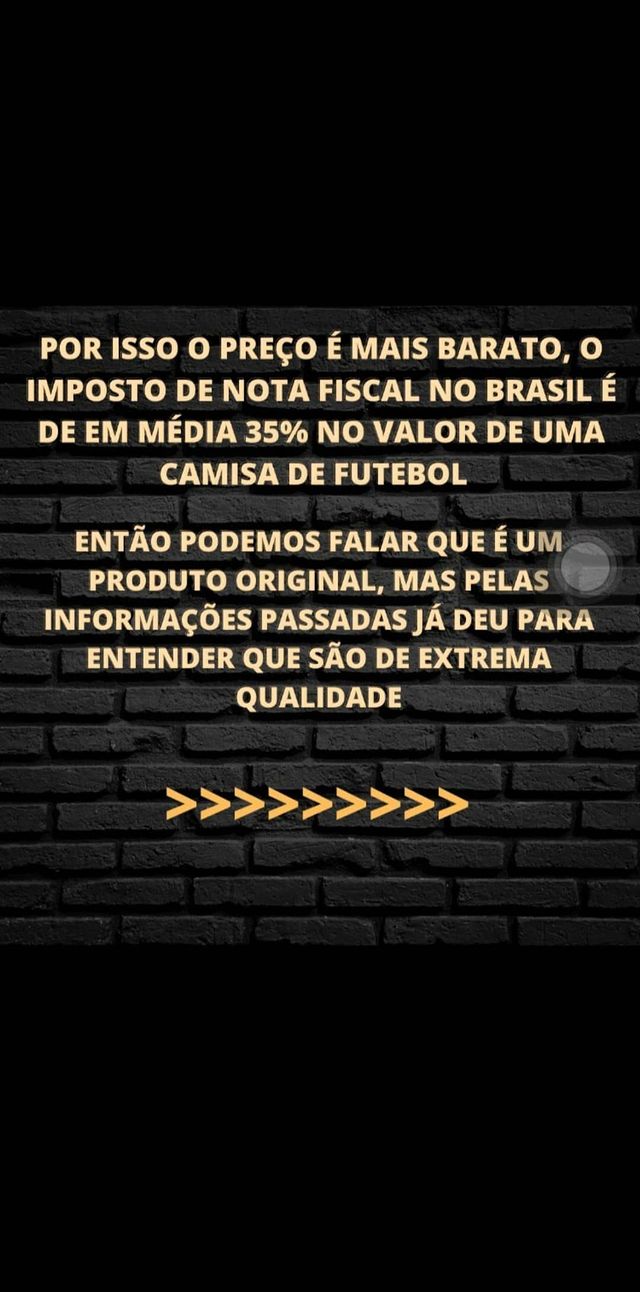 POR ISSO O PREÇO É MAIS BARATO, O
IMPOSTO DE NOTA FISCAL NO BRASIL É
DE EM MÉDIA 35% NO VALOR DE UMA
CAMISA DE FUTEBOL
ENTÃO PODEMOS FALAR QUE É UM
PRODUTO ORIGINAL, MAS PELAS
INFORMAÇÕES PASSADAS JÁ DEU PARA
ENTENDER QUE SÃO DE EXTREMA
QUALIDADE
>>>>>>>>>